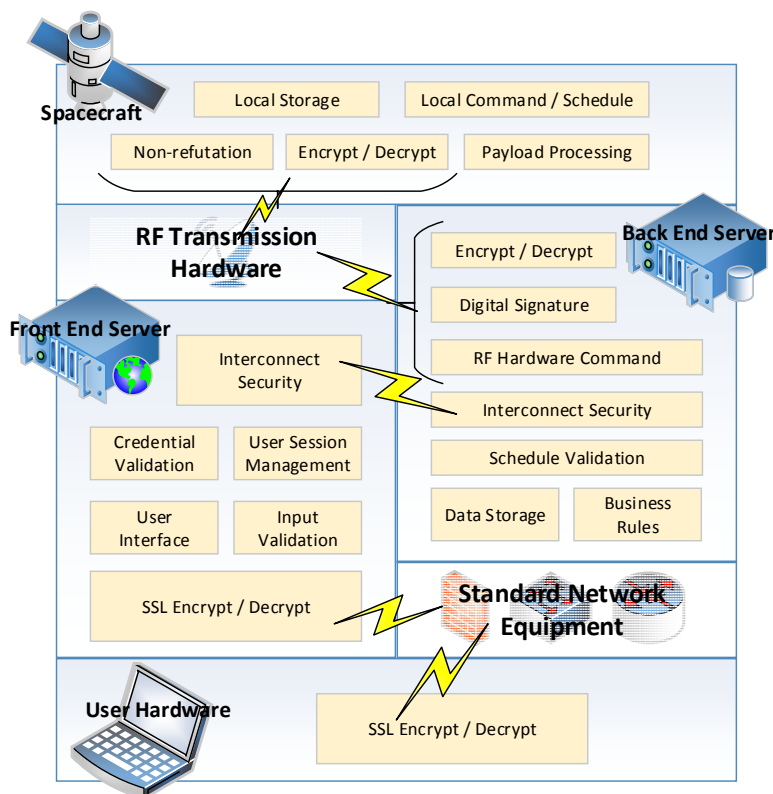 Spacecraft
Local Storage
Local Command / Schedule
Non-refutation
Encrypt / Decrypt
Payload Processing
RF Transmission
Hardware
Back End Server
Encrypt / Decrypt
Digital Signature
RF Hardware Command
Interconnect Security
Schedule Validation
Data Storage
Business
Rules
Front End Server
Interconnect
Security
Credential
Validation
User Session
Management
User
Interface
Input
Validation
SSL Encrypt / Decrypt
Standard Network
Equipment
User Hardware
SSL Encrypt / Decrypt